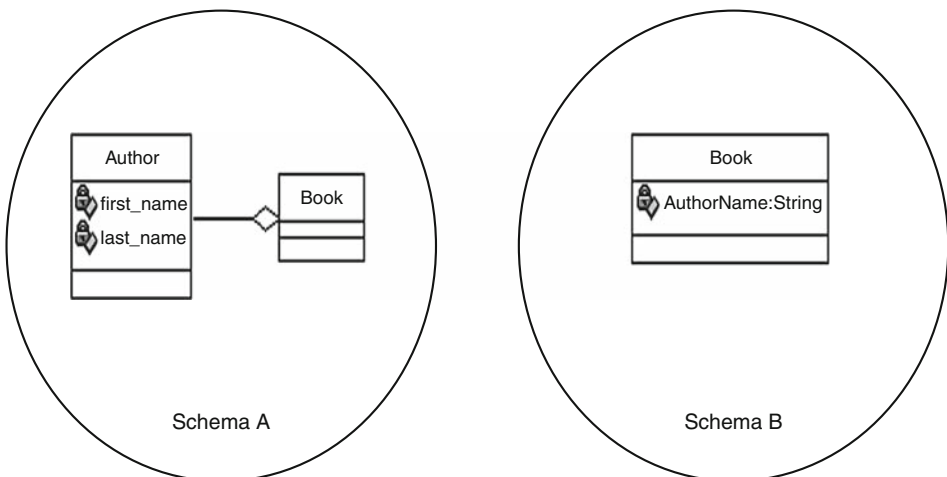 Author
first_name
last_name
Book
Schema A
Book
AuthorName:String
Schema B